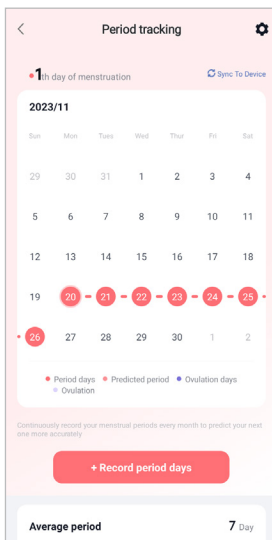 Period tracking
1th day of menstruation
Sync To Device
2023/11
Sun Mon Tues Wed Thur Fri Sat
29 30 31 1 2 3 4
5 6 7 8 9 10 11
12 13 14 15 16 17 18
19 20 21 22 23 24 25
26 27 28 29 30 1 2
Period days Predicted period Ovulation days
Ovulation
Continuously record your menstrual periods every month to predict your next
one more accurately
+ Record period days
Average period 7 Day